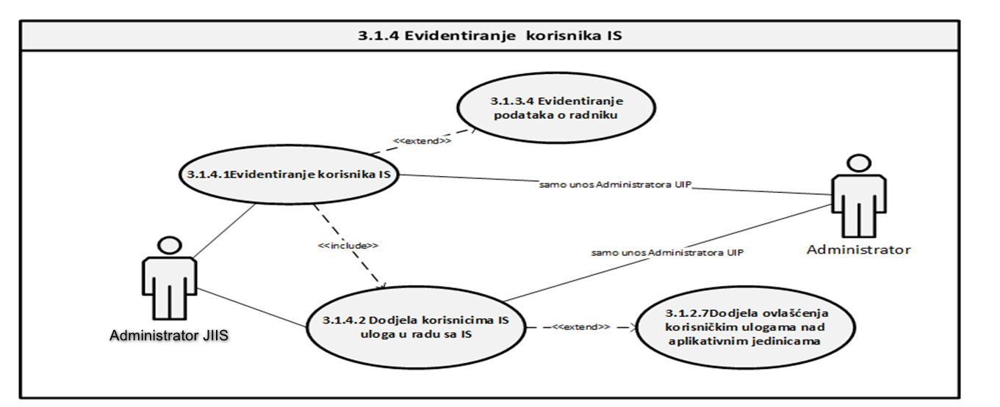 3.1.4 Evidentiranje korisnika IS
3.1.3.4 Evidentiranje
podataka o radniku
<<extend>>
3.1.4.1Evidentiranje korisnika IS
samo unos Administratora UIP
<<include>>
Administrator
samo unos Administratora UIP
Administrator JIIS
3.1.4.2 Dodjela korisnicima IS
uloga u radu sa IS
<<extend>>
3.1.2.7Dodjela ovlašćenja
korisničkim ulogama nad
aplikativnim jedinicama